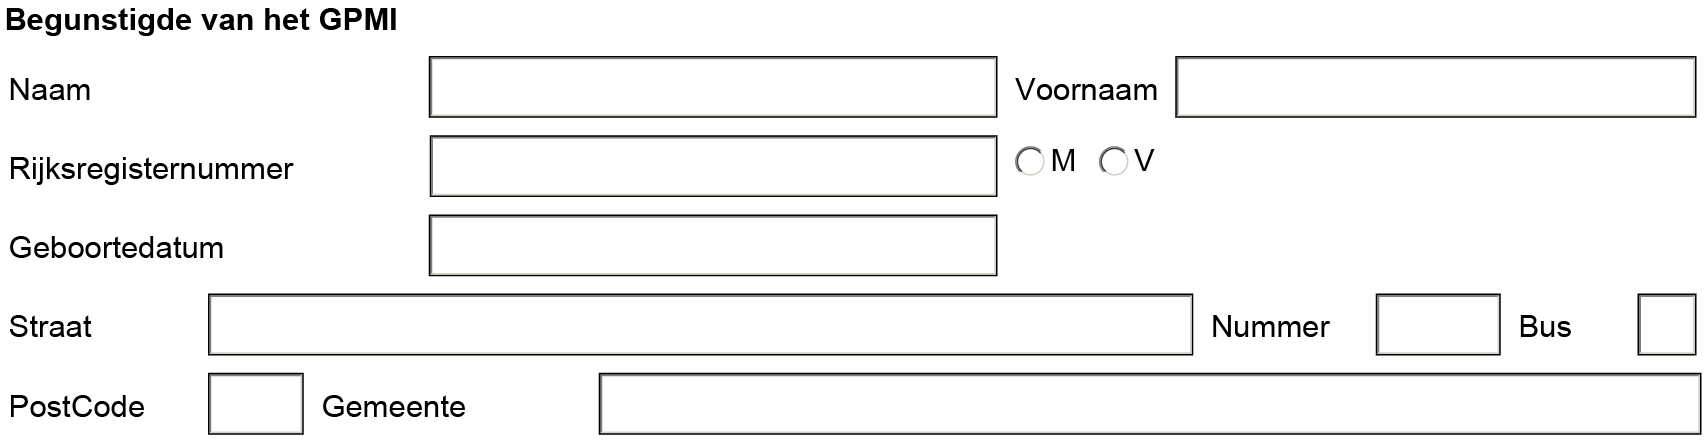 Begunstigde van het GPMI
Naam Voornaam
Rijksregisternummer M V
Geboortedatum
Straat Nummer Bus
PostCode Gemeente